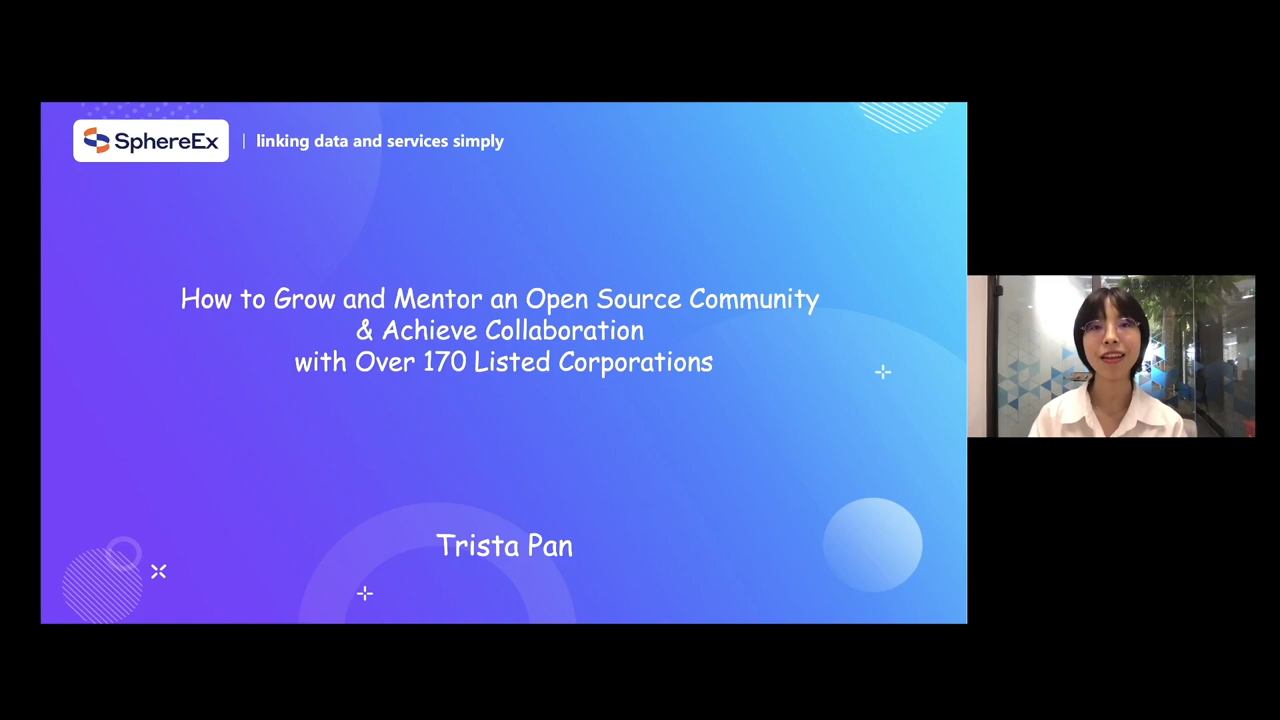 SphereEx | linking data and services simply
How to Grow and Mentor an Open Source Community
& Achieve Collaboration
with Over 170 Listed Corporations
Trista Pan